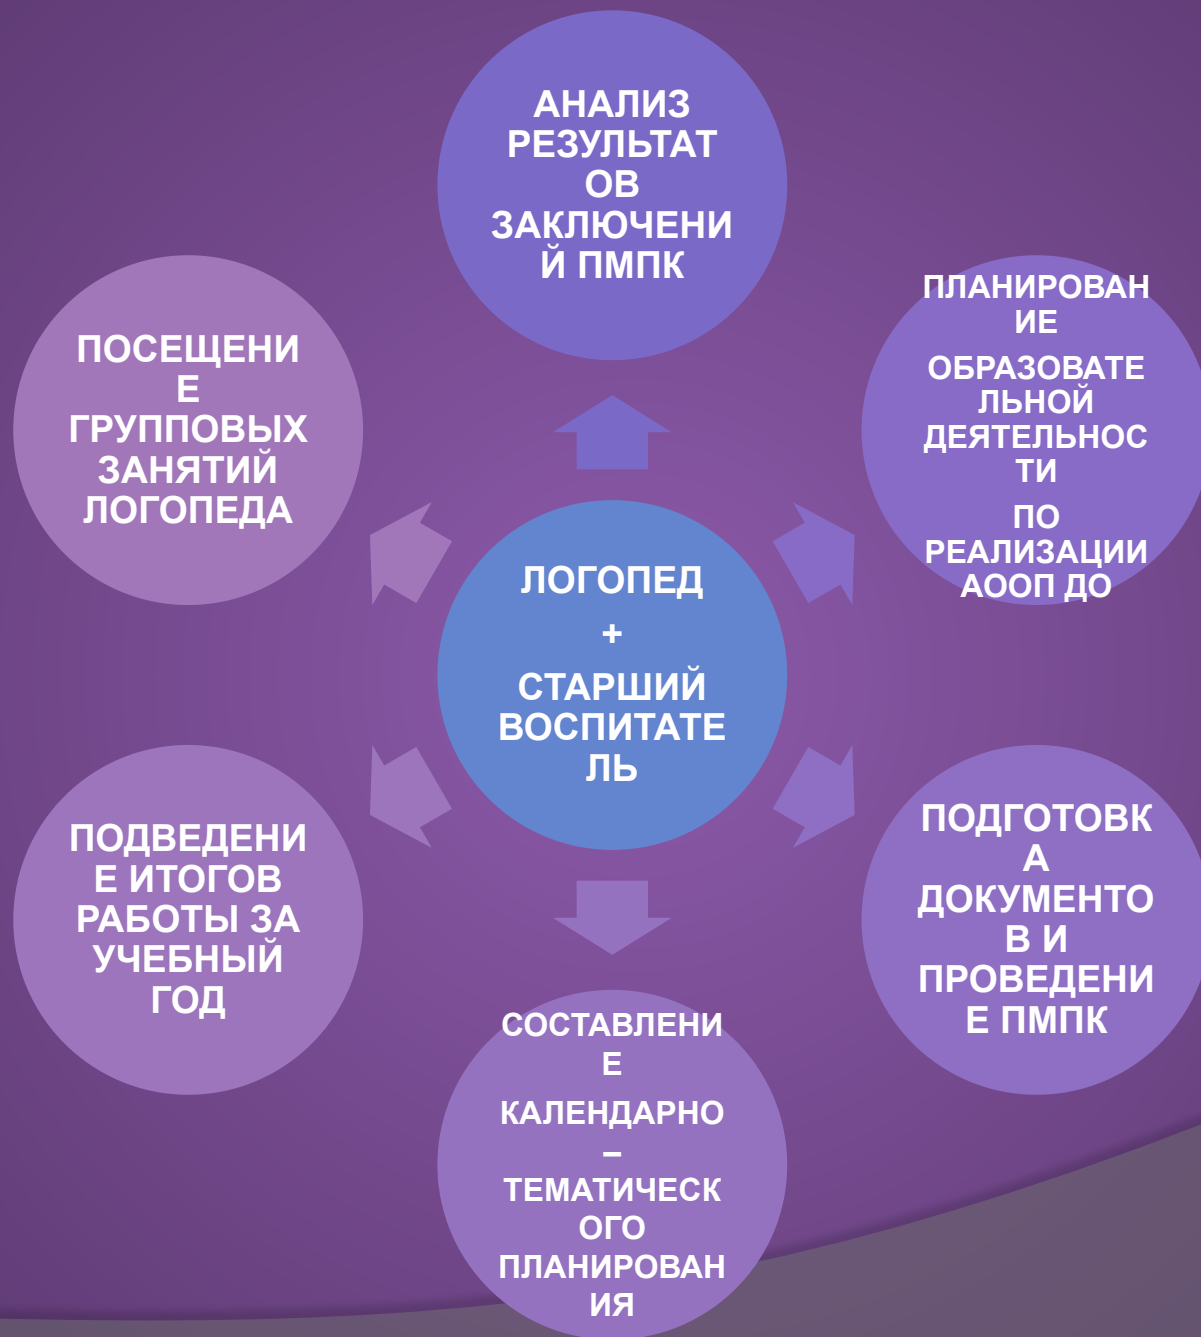 АНАЛИЗ
РЕЗУЛЬТАТ
ОВ
ЗАКЛЮЧЕНИ
Й ПМПК
ПЛАНИРОВАН
ИЕ
ОБРАЗОВАТЕ
ЛЬНОЙ
ДЕЯТЕЛЬНОС
ТИ
ПО
РЕАЛИЗАЦИИ
АООП ДО
ПОСЕЩЕНИ
Е
ГРУППОВЫХ
ЗАНЯТИЙ
ЛОГОПЕДА
ЛОГОПЕД
+
СТАРШИЙ
ВОСПИТАТЕ
ЛЬ
ПОДГОТОВК
А
ДОКУМЕНТО
В И
ПРОВЕДЕНИ
Е ПМПК
ПОДВЕДЕНИ
Е ИТОГОВ
РАБОТЫ ЗА
УЧЕБНЫЙ
ГОД
СОСТАВЛЕНИ
Е
КАЛЕНДАРНО
–
ТЕМАТИЧЕСК
ОГО
ПЛАНИРОВАН
ИЯ